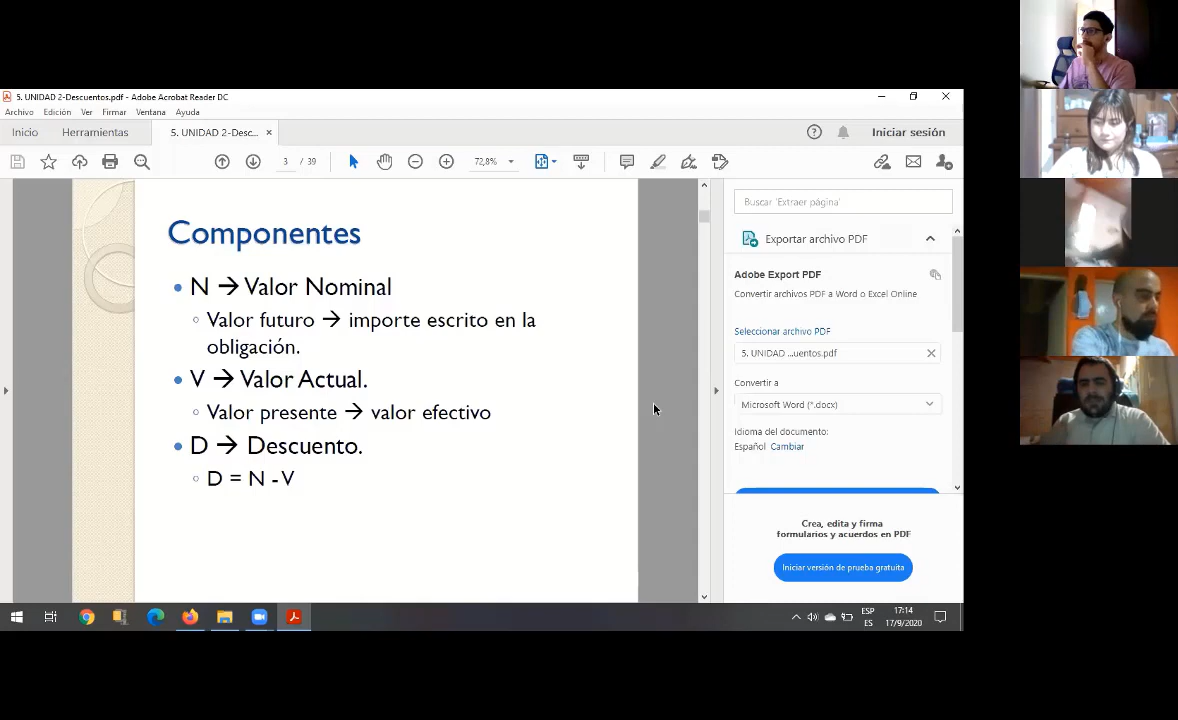 5. UNIDAD 2-Descuentos.pdf - Adobe Acrobat Reader DC
Archivo Edición Ver Firmar Ventana Ayuda
Inicio Herramientas 5. UNIDAD 2-Desc... × Iniciar sesión
3 / 39 72,8%
Componentes
• N → Valor Nominal
◦ Valor futuro → importe escrito en la
obligación.
• V → Valor Actual.
◦ Valor presente → valor efectivo
• D → Descuento.
◦ D = N - V
Buscar 'Extraer página'
Exportar archivo PDF
Adobe Export PDF
Convertir archivos PDF a Word o Excel Online
Seleccionar archivo PDF
5. UNIDAD ...uentos.pdf
Convertir a
Microsoft Word (*.docx)
Idioma del documento:
Español Cambiar
Crea, edita y firma
formularios y acuerdos en PDF
Iniciar versión de prueba gratuita
ESP
ES
17:14
17/9/2020